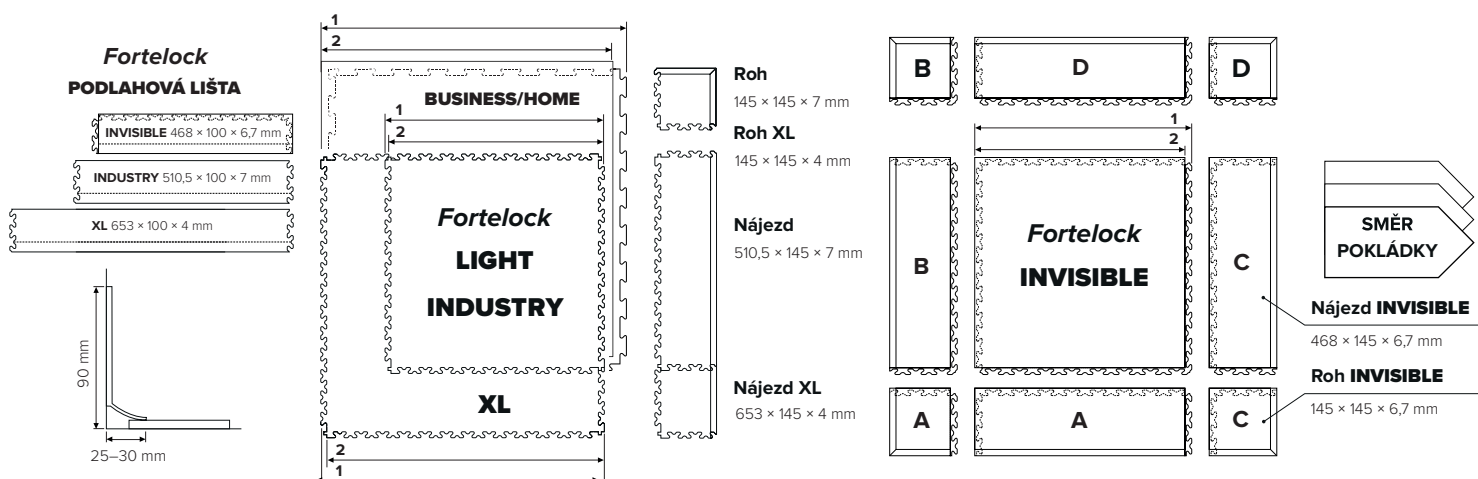 Fortelock
PODLAHOVÁ LIŠTA
INVISIBLE 468 × 100 × 6,7 mm
INDUSTRY 510,5 × 100 × 7 mm
XL 653 × 100 × 4 mm
90 mm
25–30 mm
1
2
BUSINESS/HOME
1
2
Fortelock
LIGHT
INDUSTRY
XL
2
1
Roh
145 × 145 × 7 mm
Roh XL
145 × 145 × 4 mm
Nájezd
510,5 × 145 × 7 mm
Nájezd XL
653 × 145 × 4 mm
B
D
D
1
2
B
Fortelock
INVISIBLE
C
A
A
C
SMĚR
POKLÁDKY
Nájezd INVISIBLE
468 × 145 × 6,7 mm
Roh INVISIBLE
145 × 145 × 6,7 mm